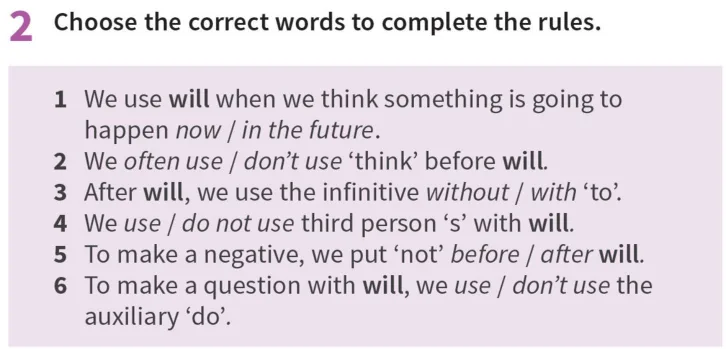 2 Choose the correct words to complete the rules.
1 We use will when we think something is going to
happen now / in the future.
2 We often use / don’t use ‘think’ before will.
3 After will, we use the infinitive without / with ‘to’.
4 We use / do not use third person ‘s’ with will.
5 To make a negative, we put ‘not’ before / after will.
6 To make a question with will, we use / don’t use the
auxiliary ‘do’.